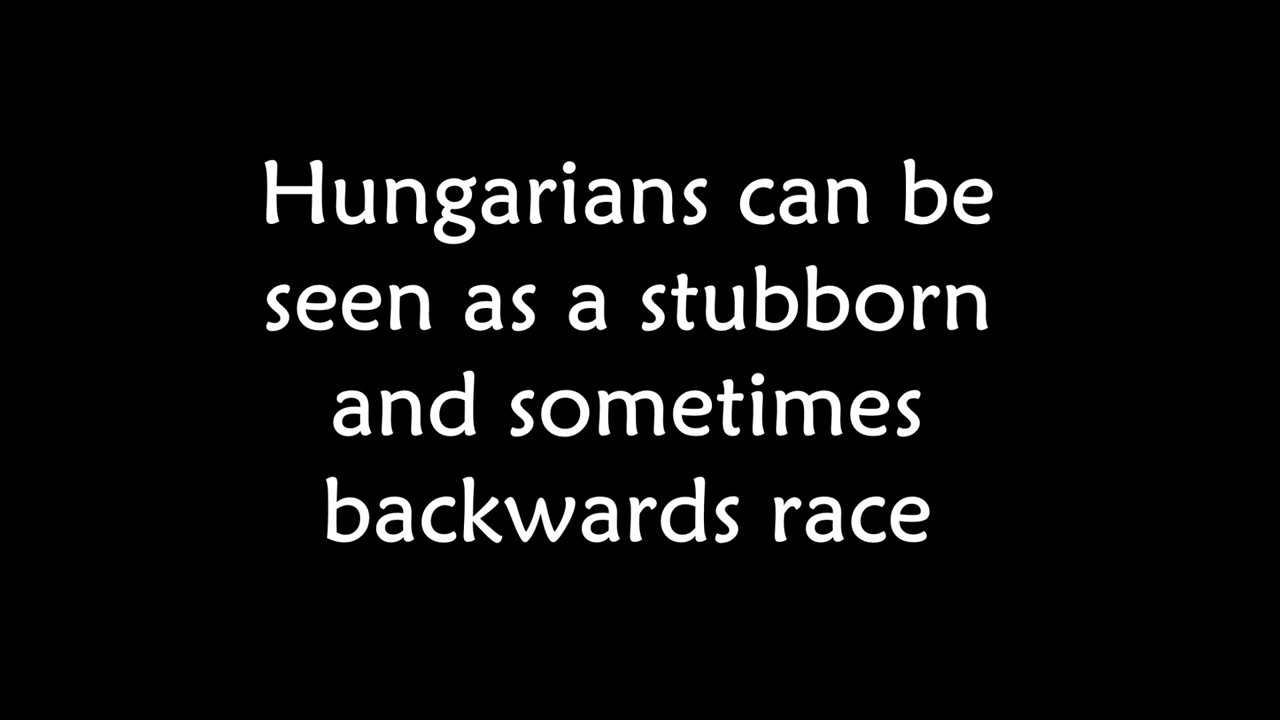 Hungarians can be
seen as a stubborn
and sometimes
backwards race